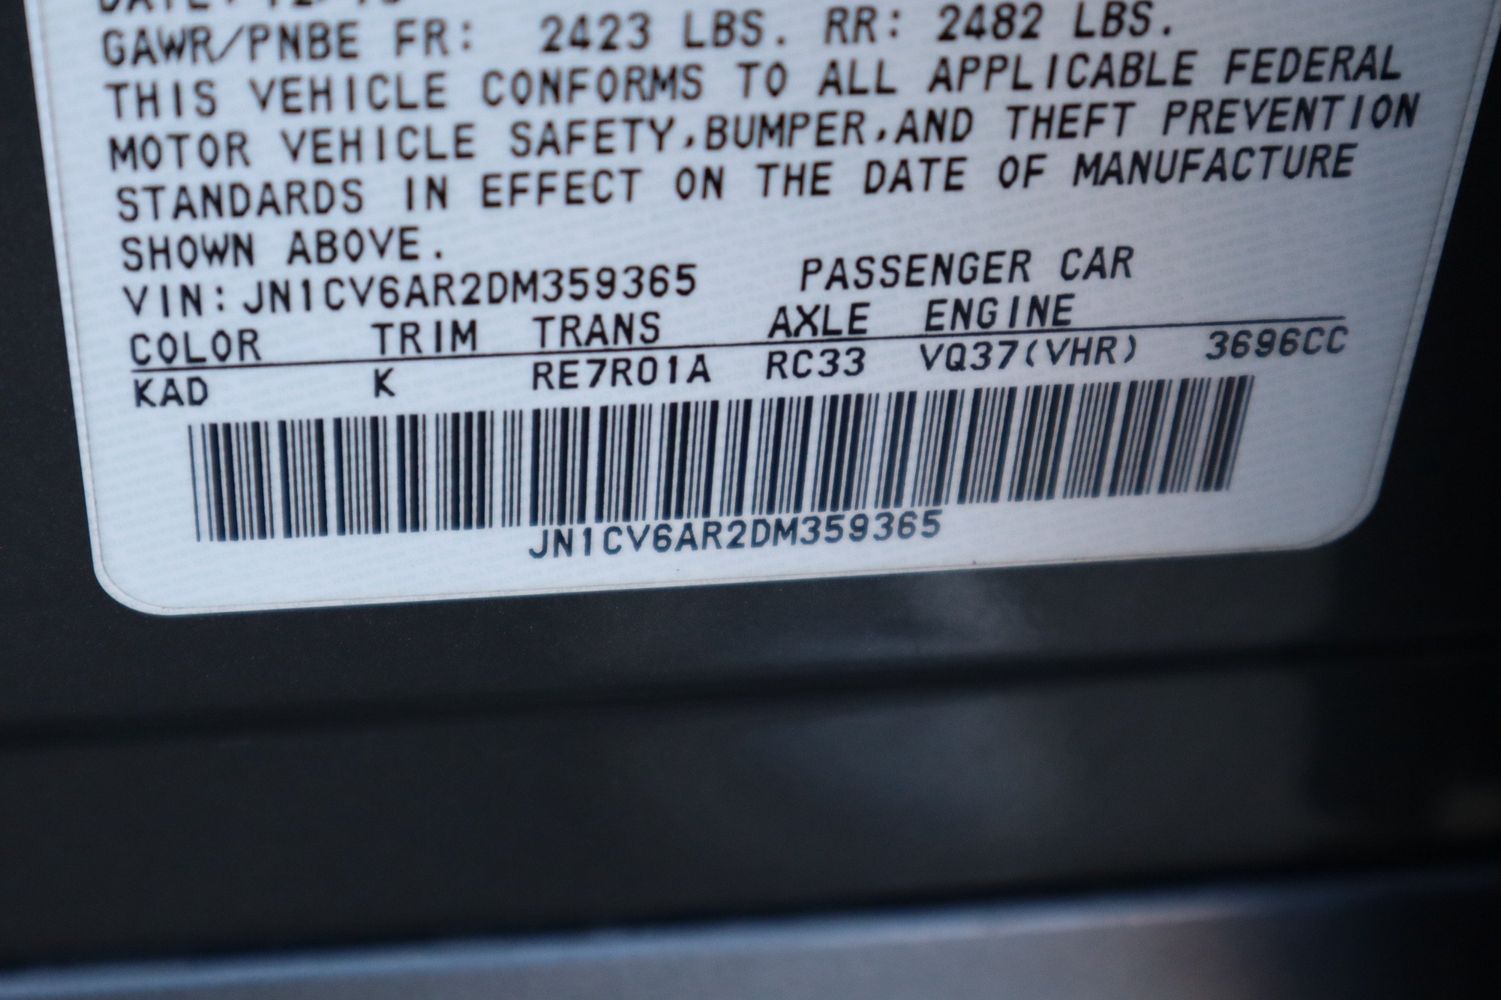 GAWR/PNBE FR: 2423 LBS. RR: 2482 LBS.
THIS VEHICLE CONFORMS TO ALL APPLICABLE FEDERAL
MOTOR VEHICLE SAFETY,BUMPER,AND THEFT PREVENTION
STANDARDS IN EFFECT ON THE DATE OF MANUFACTURE
SHOWN ABOVE.
VIN:JN1CV6AR2DM359365 PASSENGER CAR
COLOR TRIM TRANS AXLE ENGINE
KAD K RE7R01A RC33 VQ37(VHR) 3696CC
JN1CV6AR2DM359365